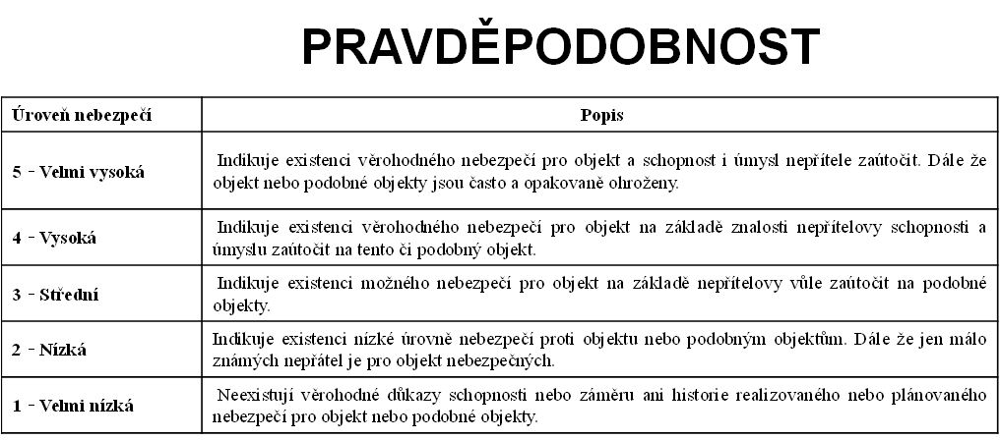 PRAVDĚPODOBNOST
Úroveň nebezpečí
Popis
5 - Velmi vysoká
Indikuje existenci věrohodného nebezpečí pro objekt a schopnost i úmysl nepřítele zaútočit. Dále že
objekt nebo podobné objekty jsou často a opakovaně ohroženy.
4 - Vysoká
Indikuje existenci věrohodného nebezpečí pro objekt na základě znalosti nepřítelovy schopnosti a
úmyslu zaútočit na tento či podobný objekt.
3 - Střední
Indikuje existenci možného nebezpečí pro objekt na základě nepřítelovy vůle zaútočit na podobné
objekty.
2 - Nízká
Indikuje existenci nízké úrovně nebezpečí proti objektu nebo podobným objektům. Dále že jen málo
známých nepřátel je pro objekt nebezpečných.
1 - Velmi nízká
Neexistují věrohodné důkazy schopnosti nebo záměru ani historie realizovaného nebo plánovaného
nebezpečí pro objekt nebo podobné objekty.